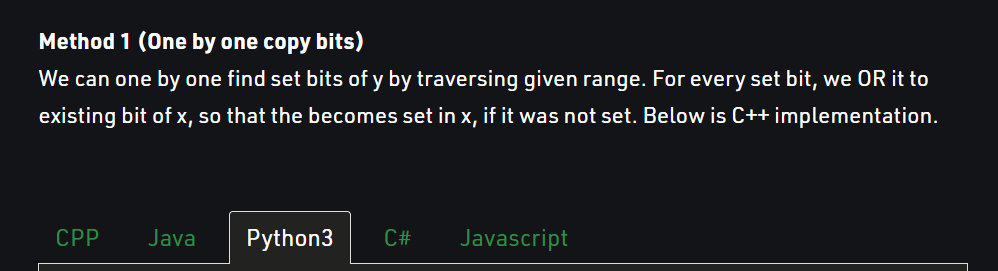 Method 1 (One by one copy bits)
We can one by one find set bits of y by traversing given range. For every set bit, we OR it to
existing bit of x, so that the becomes set in x, if it was not set. Below is C++ implementation.
CPP Java Python3 C# Javascript